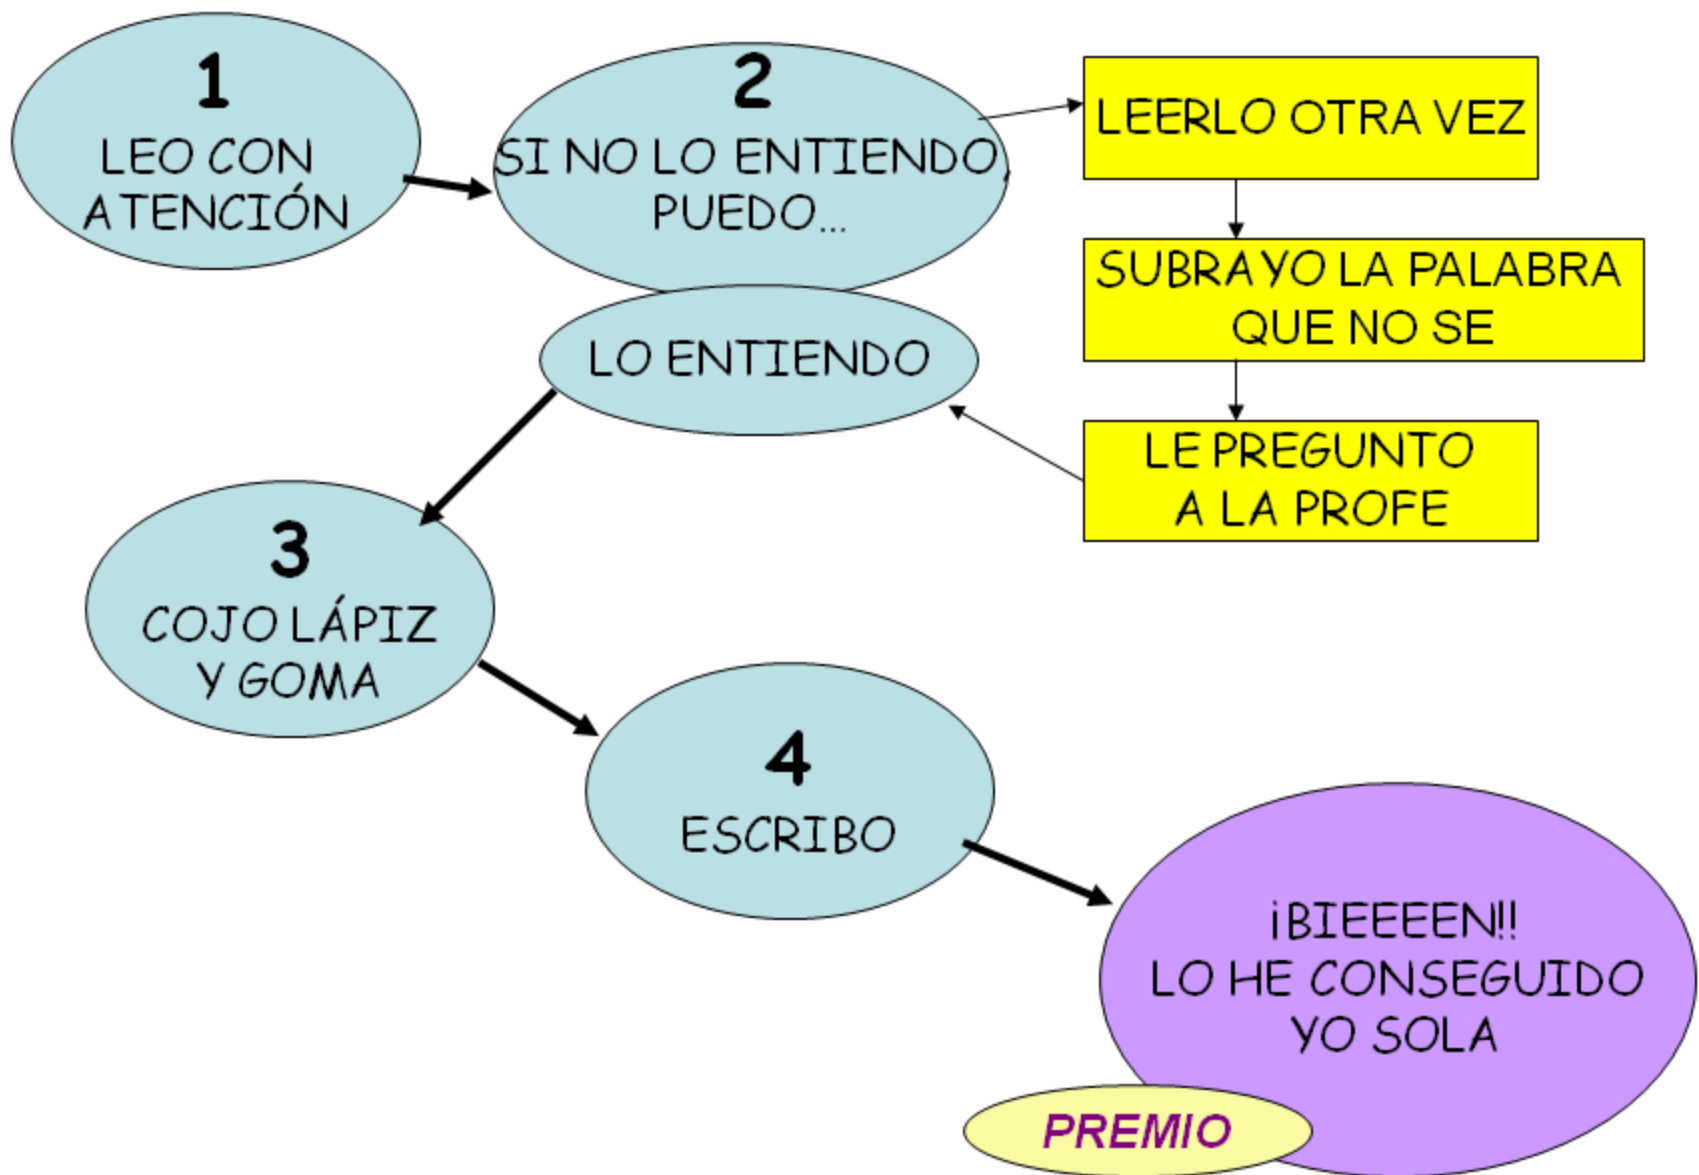 1
LEO CON
ATENCIÓN
2
SI NO LO ENTIENDO,
PUEDO...
LEERLO OTRA VEZ
SUBRAYO LA PALABRA
QUE NO SE
LE PREGUNTO
A LA PROFE
LO ENTIENDO
3
COJO LÁPIZ
Y GOMA
4
ESCRIBO
¡BIEEEEN!!
LO HE CONSEGUIDO
YO SOLA
PREMIO